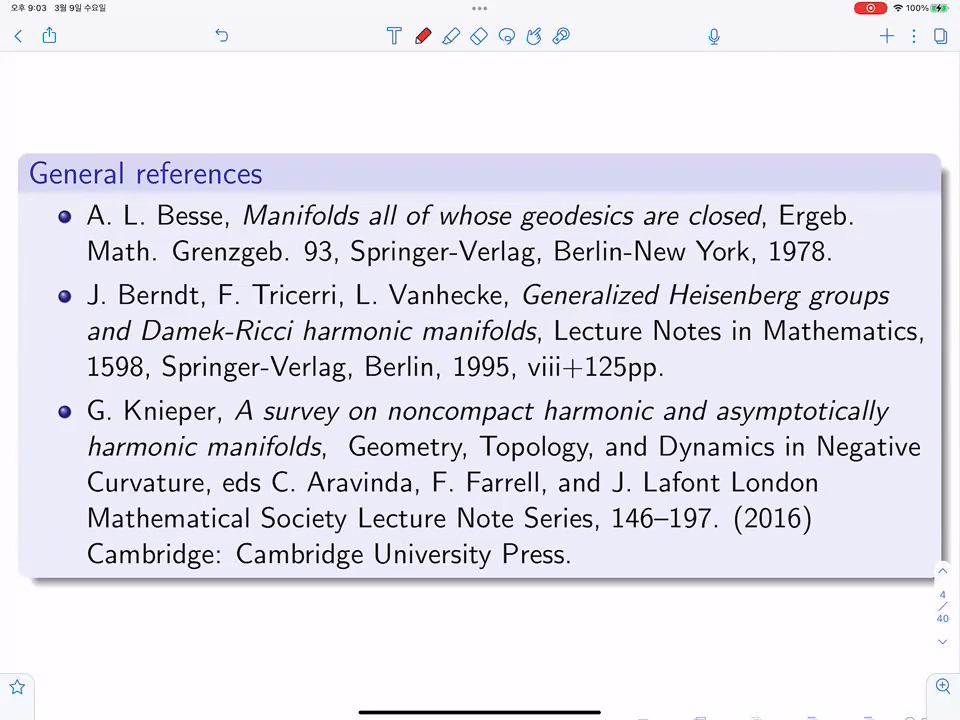 오후 9:03 3월 9일 수요일
100%
General references
A. L. Besse, Manifolds all of whose geodesics are closed, Ergeb.
Math. Grenzgeb. 93, Springer-Verlag, Berlin-New York, 1978.
J. Berndt, F. Tricerri, L. Vanhecke, Generalized Heisenberg groups
and Damek-Ricci harmonic manifolds, Lecture Notes in Mathematics,
1598, Springer-Verlag, Berlin, 1995, viii+125pp.
G. Knieper, A survey on noncompact harmonic and asymptotically
harmonic manifolds, Geometry, Topology, and Dynamics in Negative
Curvature, eds C. Aravinda, F. Farrell, and J. Lafont London
Mathematical Society Lecture Note Series, 146–197. (2016)
Cambridge: Cambridge University Press.
4
/
40